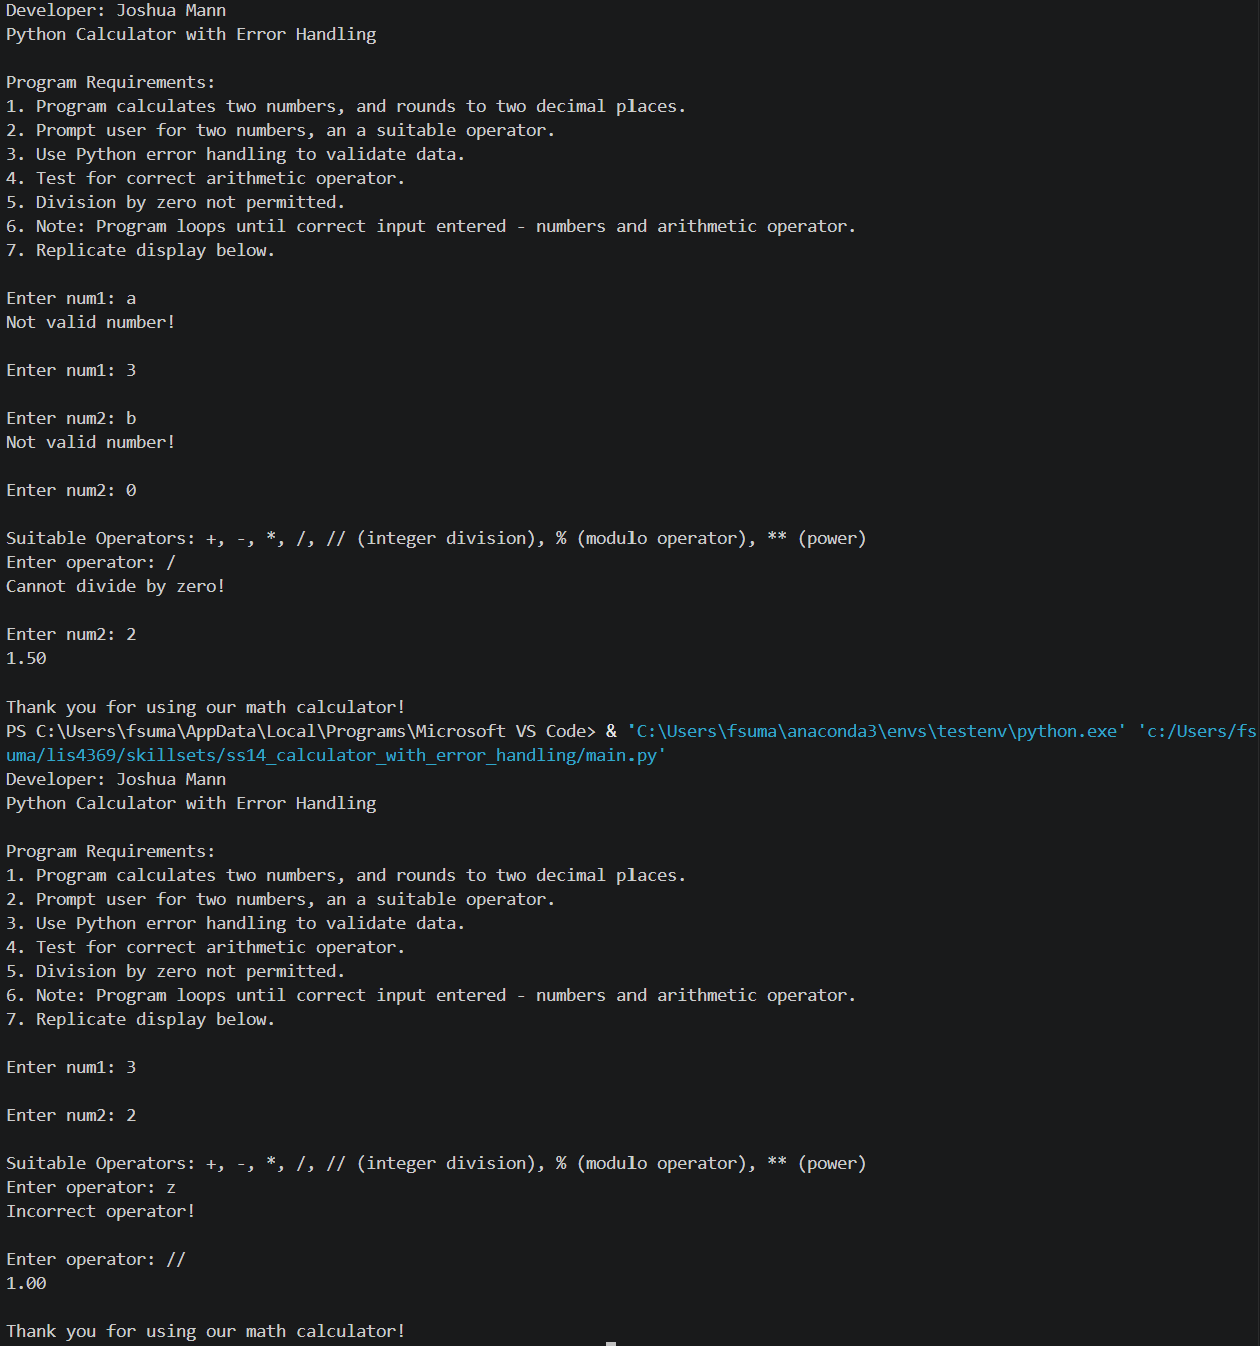 Developer: Joshua Mann
Python Calculator with Error Handling
Program Requirements:
1. Program calculates two numbers, and rounds to two decimal places.
2. Prompt user for two numbers, an a suitable operator.
3. Use Python error handling to validate data.
4. Test for correct arithmetic operator.
5. Division by zero not permitted.
6. Note: Program loops until correct input entered - numbers and arithmetic operator.
7. Replicate display below.
Enter num1: a
Not valid number!
Enter num1: 3
Enter num2: b
Not valid number!
Enter num2: 0
Suitable Operators: +, -, *, /, // (integer division), % (modulo operator), ** (power)
Enter operator: /
Cannot divide by zero!
Enter num2: 2
1.50
Thank you for using our math calculator!
PS C:\Users\fsuma\AppData\Local\Programs\Microsoft VS Code> & 'C:\Users\fsuma\anaconda3\envs\testenv\python.exe' 'c:/Users/fs
uma/lis4369/skillsets/ss14_calculator_with_error_handling/main.py'
Developer: Joshua Mann
Python Calculator with Error Handling
Program Requirements:
1. Program calculates two numbers, and rounds to two decimal places.
2. Prompt user for two numbers, an a suitable operator.
3. Use Python error handling to validate data.
4. Test for correct arithmetic operator.
5. Division by zero not permitted.
6. Note: Program loops until correct input entered - numbers and arithmetic operator.
7. Replicate display below.
Enter num1: 3
Enter num2: 2
Suitable Operators: +, -, *, /, // (integer division), % (modulo operator), ** (power)
Enter operator: z
Incorrect operator!
Enter operator: //
1.00
Thank you for using our math calculator!